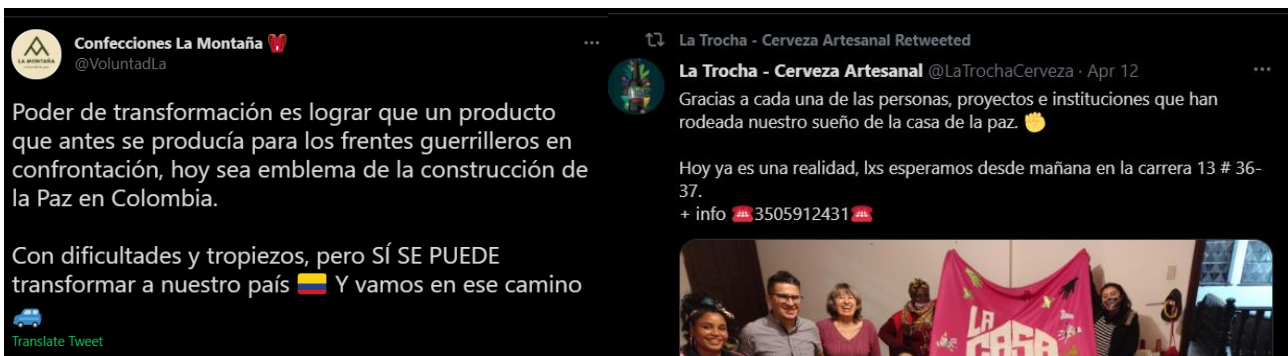 Confecciones La Montaña
@VoluntadLa
LA MONTAÑA
Poder de transformación es lograr que un producto
que antes se producía para los frentes guerrilleros en
confrontación, hoy sea emblema de la construcción de
la Paz en Colombia.
Con dificultades y tropiezos, pero SÍ SE PUEDE
transformar a nuestro país 🇨🇴 Y vamos en ese camino
🚙
Translate Tweet
La Trocha - Cerveza Artesanal Retweeted
La Trocha - Cerveza Artesanal @LaTrochaCerveza · Apr 12
Gracias a cada una de las personas, proyectos e instituciones que han
rodeada nuestro sueño de la casa de la paz. ✊
Hoy ya es una realidad, lxs esperamos desde mañana en la carrera 13 # 36-
37.
+ info ☎️3505912431☎️
LA
CASA